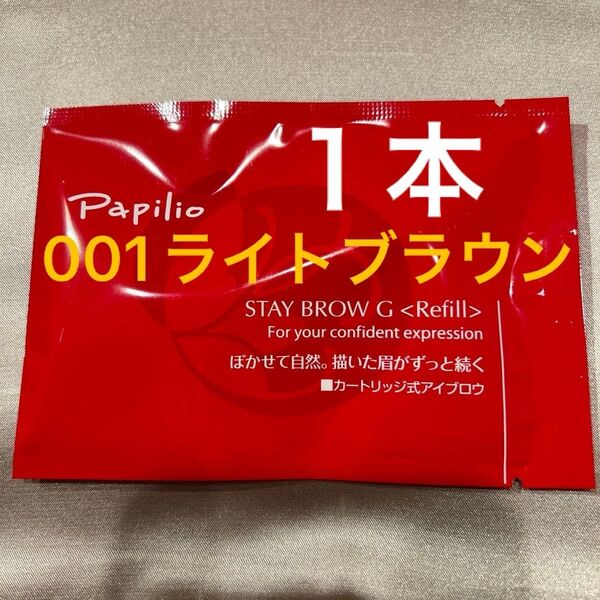 1本
Papilio
001ライトブラウン
STAY BROW G <Refill>
For your confident expression
ぼかせて自然。描いた眉がずっと続く
■カートリッジ式アイブロウ